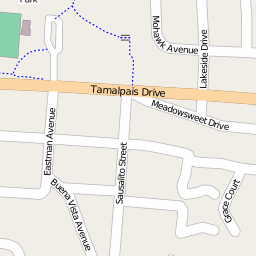 Park
Mohawk Avenue
Lakeside Drive
Tamalpais Drive
Meadowsweet Drive
Eastman Avenue
Sausalito Street
Buena Vista Avenue
Grace Court